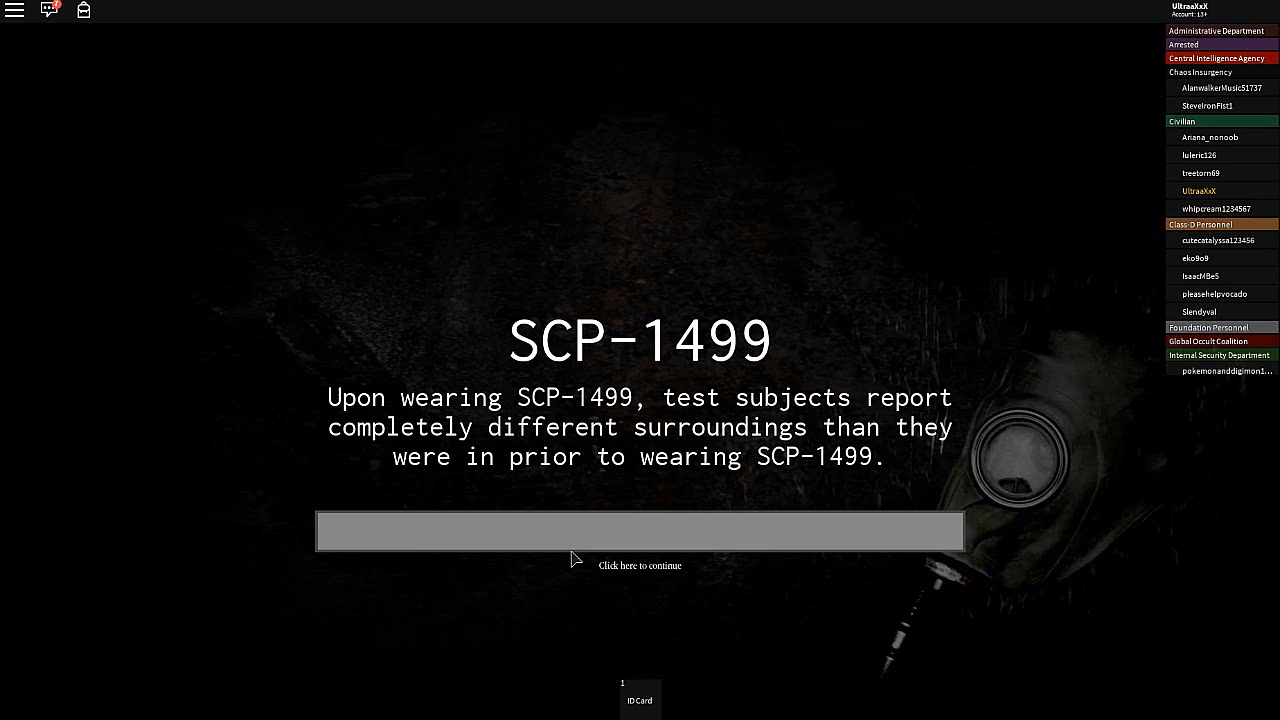 UltraaXxX
Account: 13+
Administrative Department
Arrested
Central Intelligence Agency
Chaos Insurgency
AlanwalkerMusic51737
SteveIronFist1
Civilian
Ariana_nonoob
luleric126
treetorn69
UltraaXxX
whipcream1234567
Class-D Personnel
cutecatalyssa123456
eko9o9
IsaacMBe5
pleasehelpvocado
Slendyval
Foundation Personnel
Global Occult Coalition
Internal Security Department
pokemonanddigimon1...
SCP-1499
Upon wearing SCP-1499, test subjects report
completely different surroundings than they
were in prior to wearing SCP-1499.
Click here to continue
1
ID Card